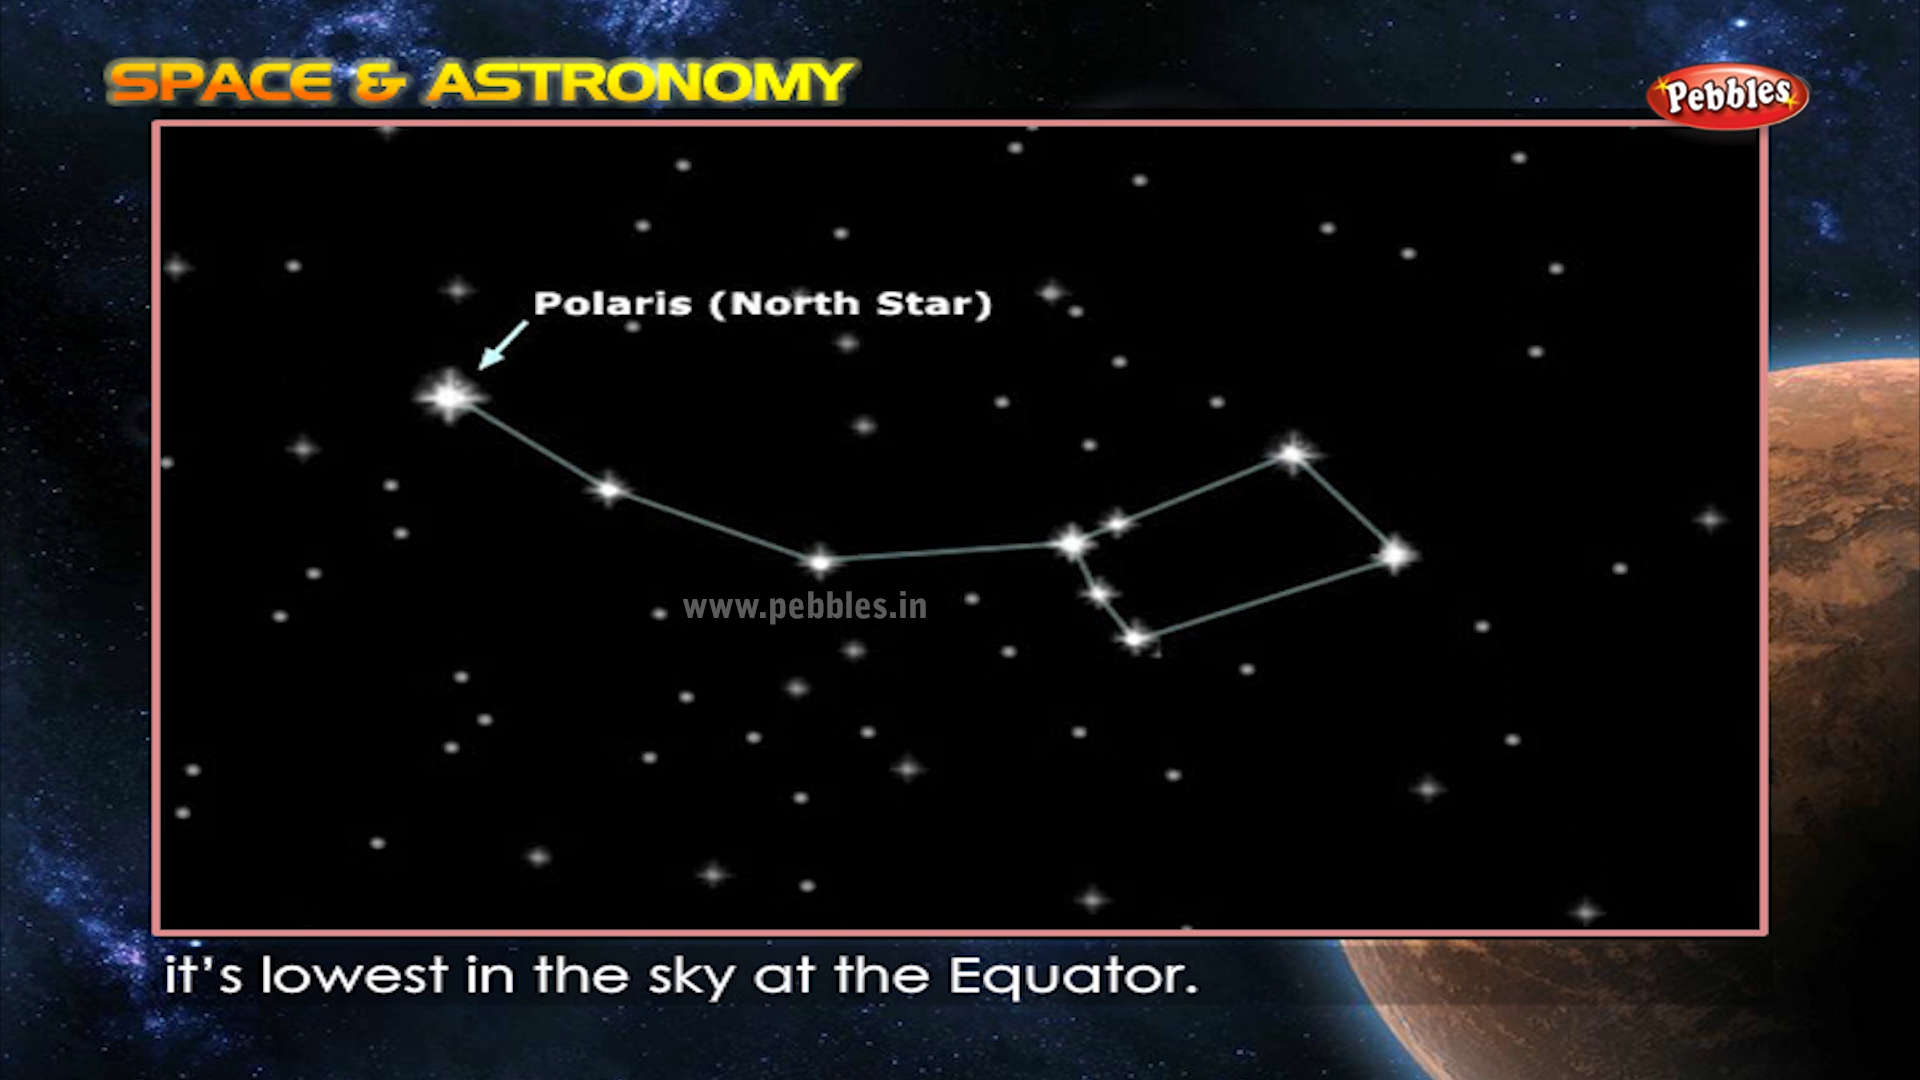 SPACE & ASTRONOMY
Pebbles
Polaris (North Star)
www.pebbles.in
it's lowest in the sky at the Equator.